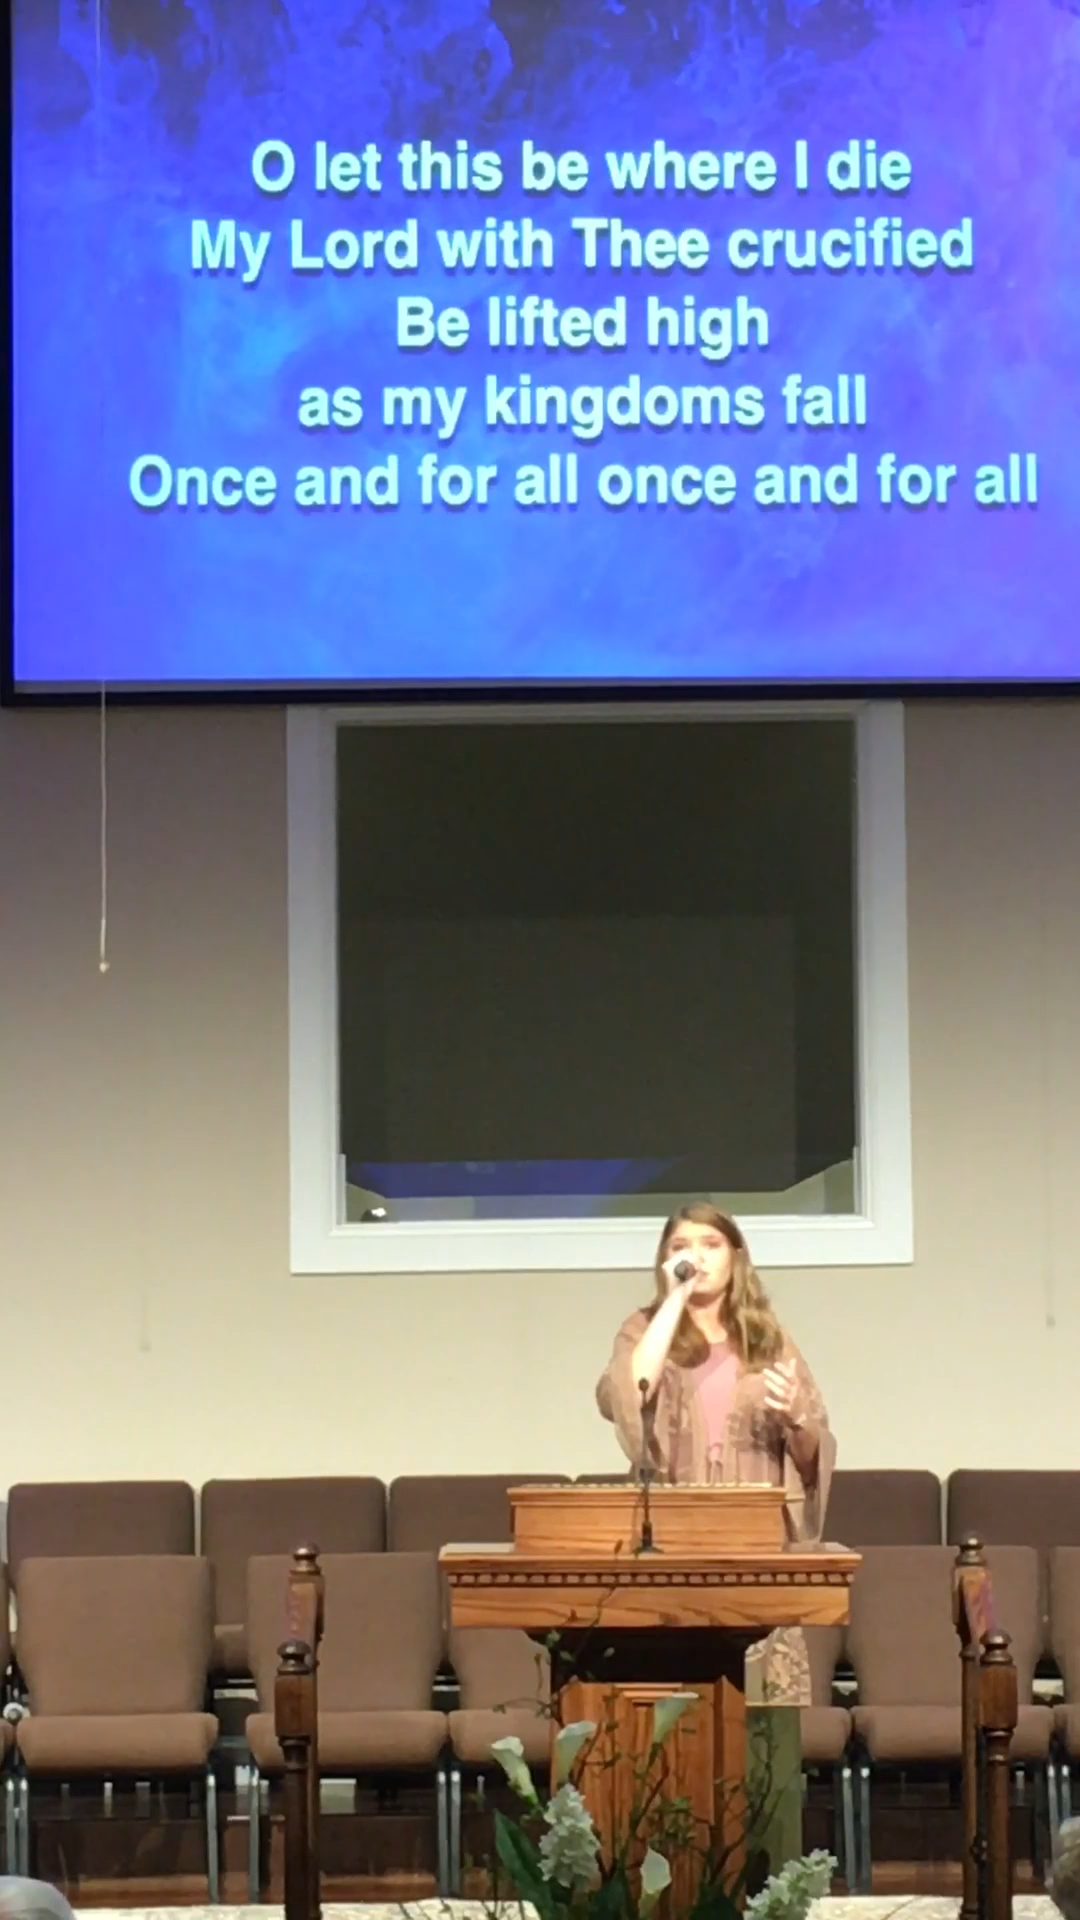 O let this be where I die
My Lord with Thee crucified
Be lifted high
as my kingdoms fall
Once and for all once and for all